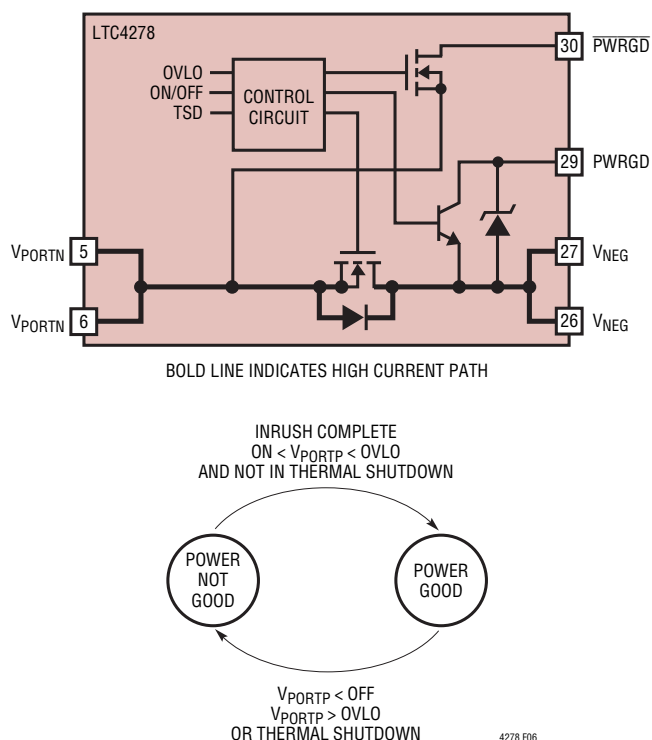 LTC4278
OVLO
ON/OFF
TSD
CONTROL
CIRCUIT
30 PWRGD
29 PWRGD
VPORTN 5
27 VNEG
VPORTN 6
26 VNEG
BOLD LINE INDICATES HIGH CURRENT PATH
INRUSH COMPLETE
ON < VPORTP < OVLO
AND NOT IN THERMAL SHUTDOWN
POWER
NOT
GOOD
POWER
GOOD
VPORTP < OFF
VPORTP > OVLO
OR THERMAL SHUTDOWN
4278 F06